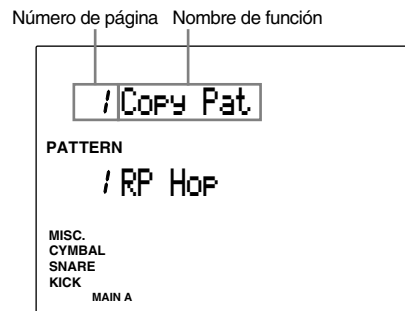 Número de página Nombre de función
1 Copy Pat
PATTERN
1 RP Hop
MISC.
CYMBAL
SNARE
KICK
MAIN A